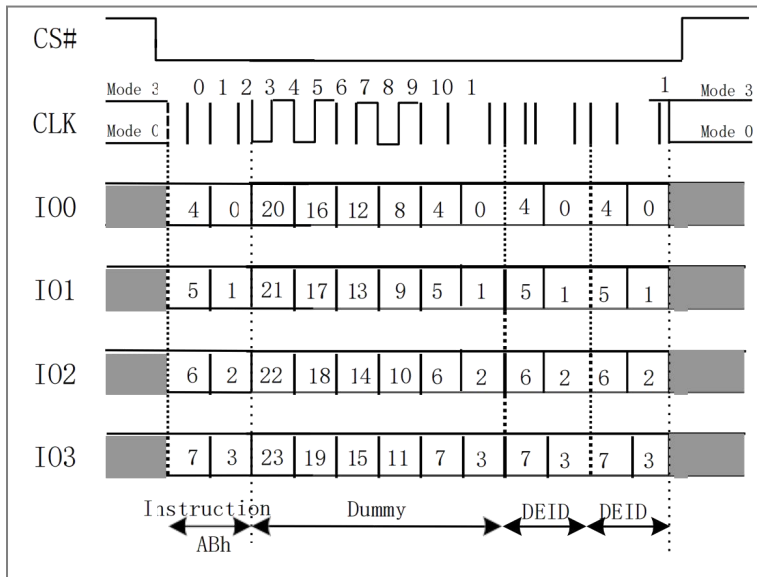 CS#
Mode 3 0 1 2 3 4 5 6 7 8 9 10 1 1 Mode 3
CLK
Mode 0 Mode 0
IO0 4 0 20 16 12 8 4 0 4 0 4 0
IO1 5 1 21 17 13 9 5 1 5 1 5 1
IO2 6 2 22 18 14 10 6 2 6 2 6 2
IO3 7 3 23 19 15 11 7 3 7 3 7 3
Instruction Dummy DEID DEID
ABh